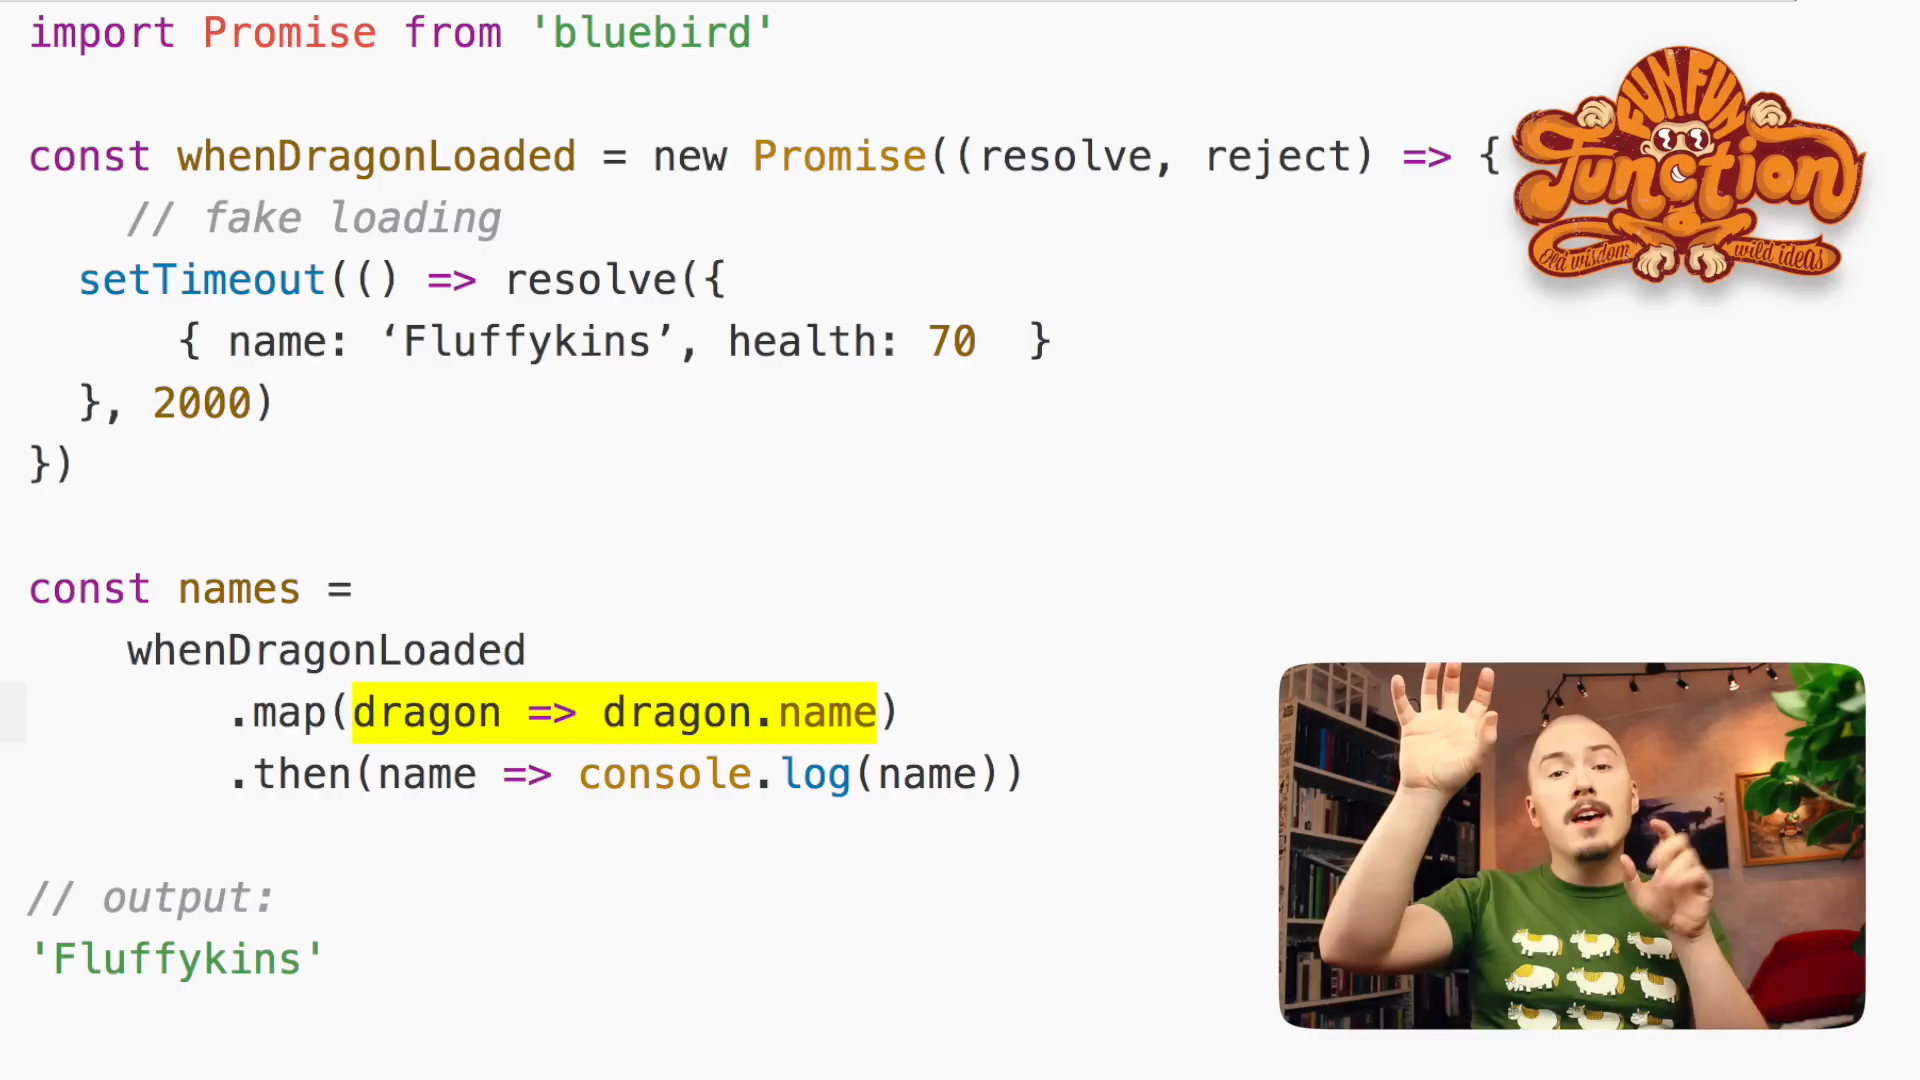 import Promise from 'bluebird'
const whenDragonLoaded = new Promise((resolve, reject) => {
// fake loading
setTimeout(() => resolve({
{ name: ‘Fluffykins’, health: 70 }
}, 2000)
})
const names =
whenDragonLoaded
.map(dragon => dragon.name)
.then(name => console.log(name))
// output:
'Fluffykins'
FUN FUN
Function
Old wisdom
wild ideas